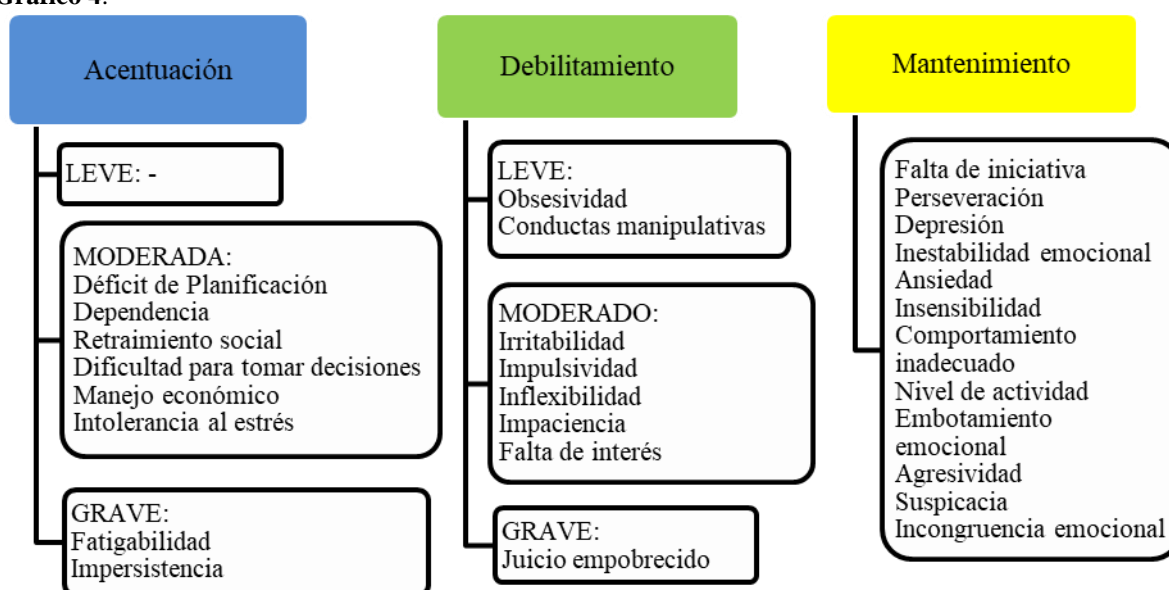 Gráfico 4.
Acentuación
LEVE: -
MODERADA:
Déficit de Planificación
Dependencia
Retraimiento social
Dificultad para tomar decisiones
Manejo económico
Intolerancia al estrés
GRAVE:
Fatigabilidad
Impersistencia
Debilitamiento
LEVE:
Obsesividad
Conductas manipulativas
MODERADO:
Irritabilidad
Impulsividad
Inflexibilidad
Impaciencia
Falta de interés
GRAVE:
Juicio empobrecido
Mantenimiento
Falta de iniciativa
Perseveración
Depresión
Inestabilidad emocional
Ansiedad
Insensibilidad
Comportamiento
inadecuado
Nivel de actividad
Embotamiento
emocional
Agresividad
Suspicacia
Incongruencia emocional